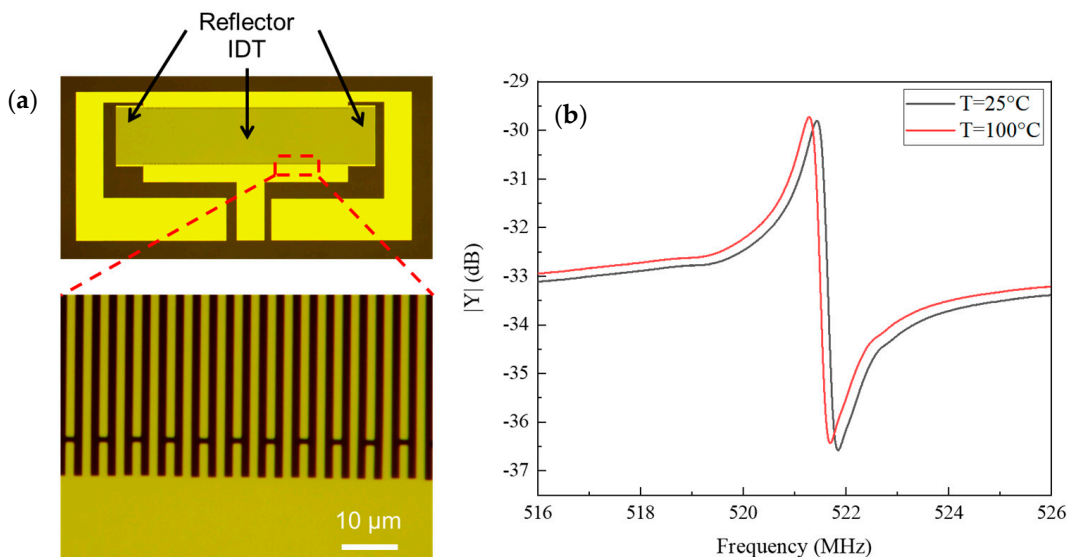 Reflector
IDT
(a)
10 μm
(b)
T=25°C
T=100°C
-29
-30
-31
-32
-33
-34
-35
-36
-37
|Y| (dB)
516
518
520
522
524
526
Frequency (MHz)